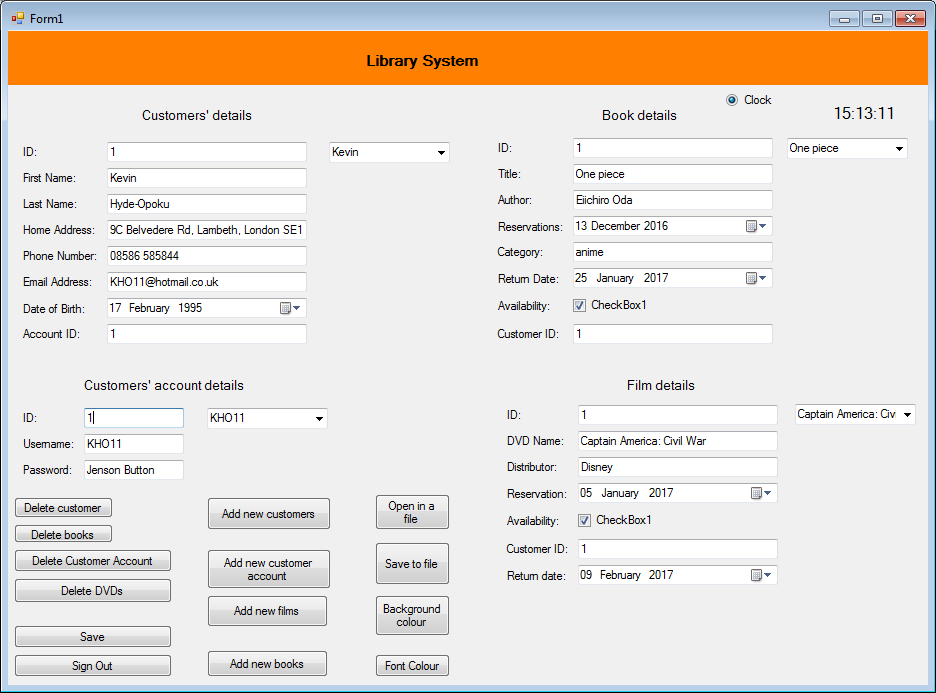 Form1
Library System
Clock
15:13:11
Customers' details
ID: 1 Kevin
First Name: Kevin
Last Name: Hyde-Opoku
Home Address: 9C Belvedere Rd, Lambeth, London SE1
Phone Number: 08586 585844
Email Address: KHO11@hotmail.co.uk
Date of Birth: 17 February 1995
Account ID: 1
Book details
ID: 1 One piece
Title: One piece
Author: Eiichiro Oda
Reservations: 13 December 2016
Category: anime
Return Date: 25 January 2017
Availability: CheckBox1
Customer ID: 1
Customers' account details
ID: 1 KHO11
Username: KHO11
Password: Jenson Button
Film details
ID: 1 Captain America: Civ
DVD Name: Captain America: Civil War
Distributor: Disney
Reservation: 05 January 2017
Availability: CheckBox1
Customer ID: 1
Return date: 09 February 2017
Delete customer
Delete books
Delete Customer Account
Delete DVDs
Save
Sign Out
Add new customers
Add new customer
account
Add new films
Add new books
Open in a
file
Save to file
Background
colour
Font Colour